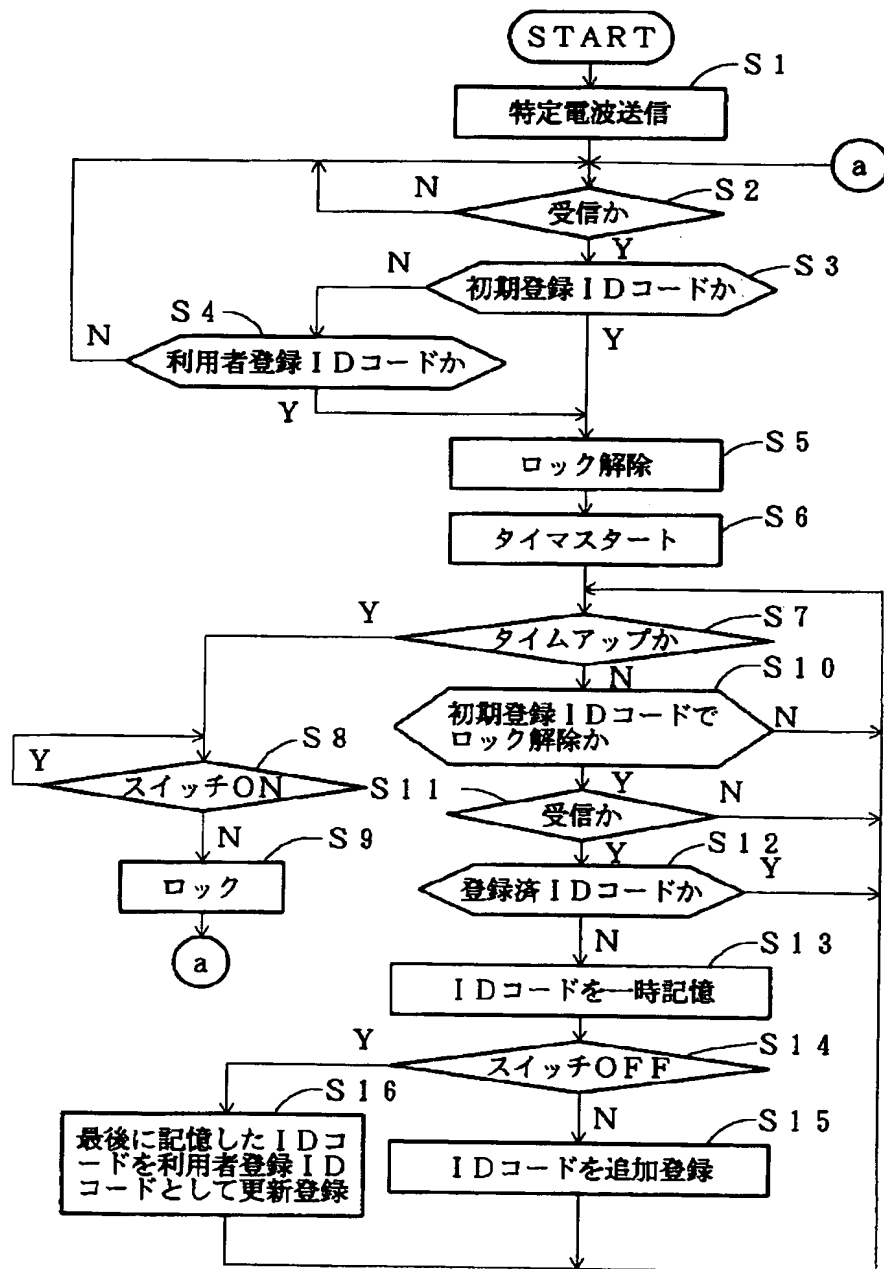 START
S1
特定電波送信
a
N
S2
受信か
Y
N
S3
初期登録IDコードか
S4
N
Y
利用者登録IDコードか
Y
S5
ロック解除
S6
タイマスタート
Y
S7
タイムアップか
N
S10
初期登録IDコードで
ロック解除か
N
S8
Y
スイッチON
Y
S11
N
受信か
N
S9
Y
S12
ロック
登録済IDコードか
Y
a
N
S13
IDコードを一時記憶
Y
S14
スイッチOFF
S16
N
S15
最後に記憶したIDコ
ードを利用者登録ID
コードとして更新登録
IDコードを追加登録